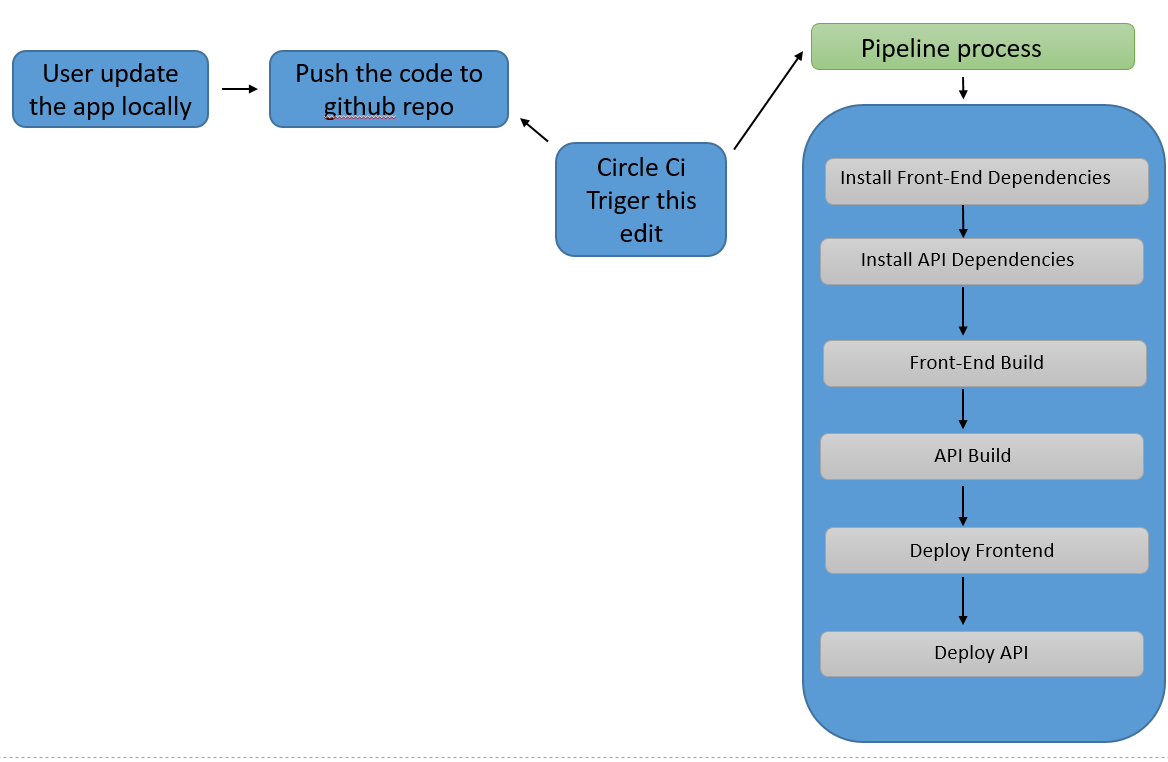 User update
the app locally
Push the code to
github repo
Circle Ci
Triger this
edit
Pipeline process
Install Front-End Dependencies
Install API Dependencies
Front-End Build
API Build
Deploy Frontend
Deploy API